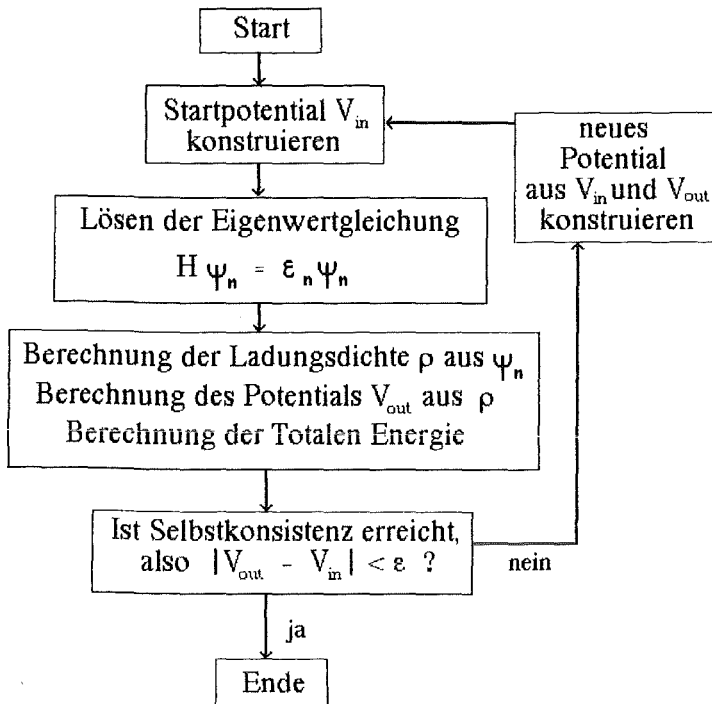 Start
Startpotential V_in
konstruieren
neues
Potential
aus V_in und V_out
konstruieren
Lösen der Eigenwertgleichung
H ψ_n = ε_n ψ_n
Berechnung der Ladungsdichte ρ aus ψ_n
Berechnung des Potentials V_out aus ρ
Berechnung der Totalen Energie
Ist Selbstkonsistenz erreicht,
also |V_out - V_in| < ε ?
nein
ja
Ende